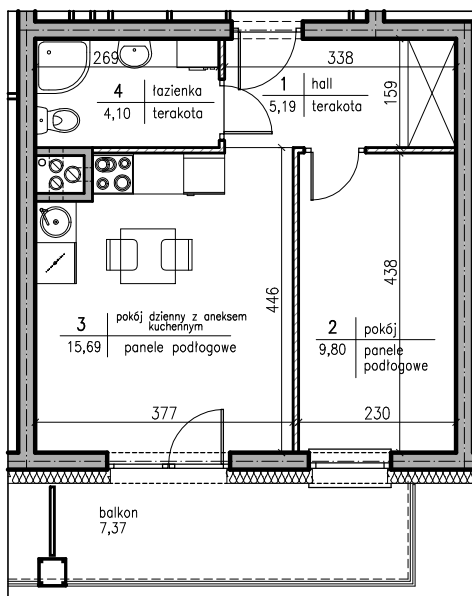 269
338
4 łazienka
4,10 terakota
1 hall
5,19 terakota
159
446
438
3 pokój dzienny z aneksem
kuchennym
15,69 panele podłogowe
2 pokój
9,80 panele
podłogowe
377
230
balkon
7,37